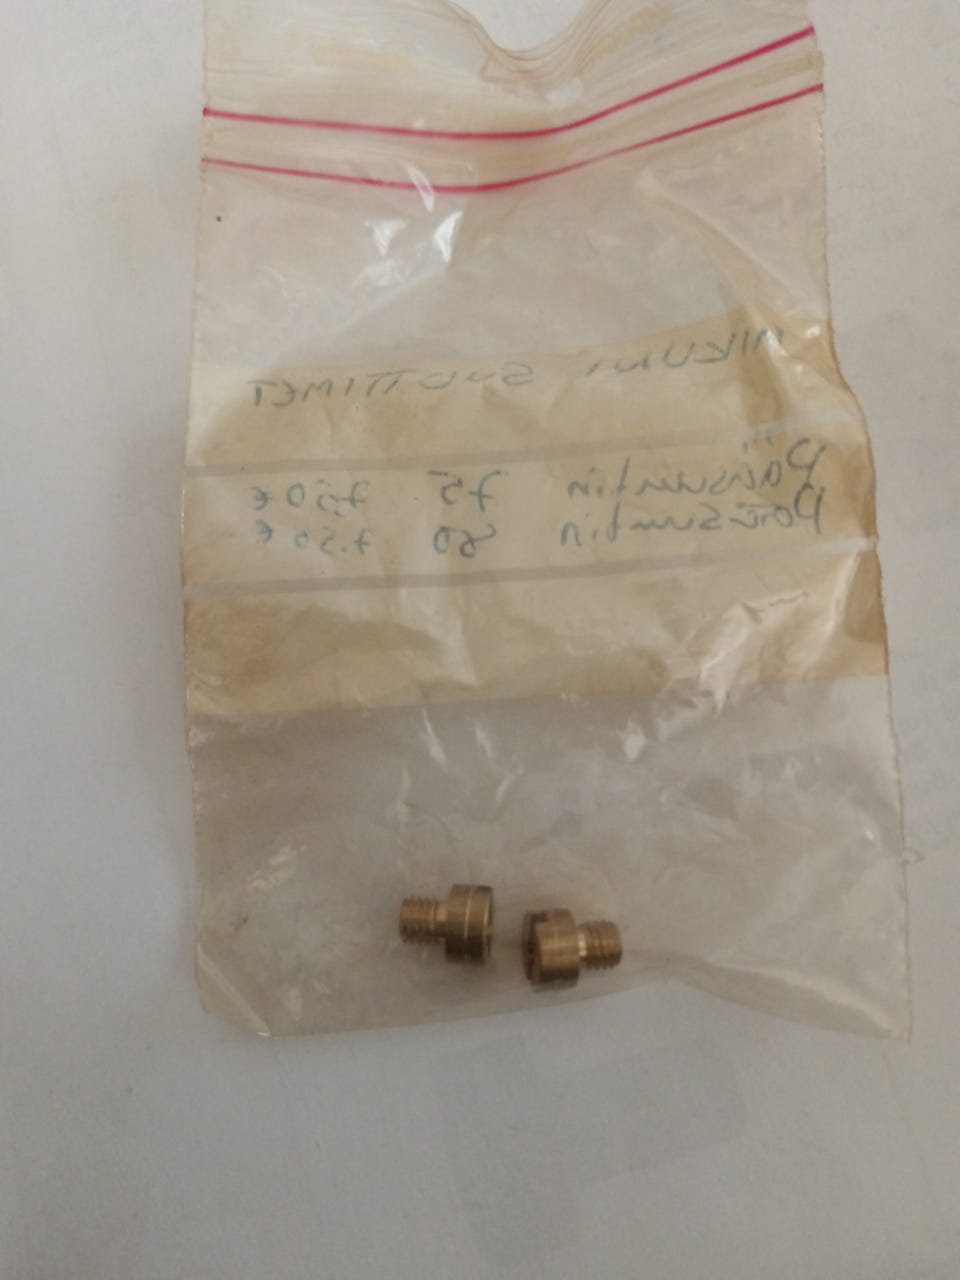 MIKUNI SUUTTIMET
Pääsuutin 75 7.50 €
Pääsuutin 80 7.50 €